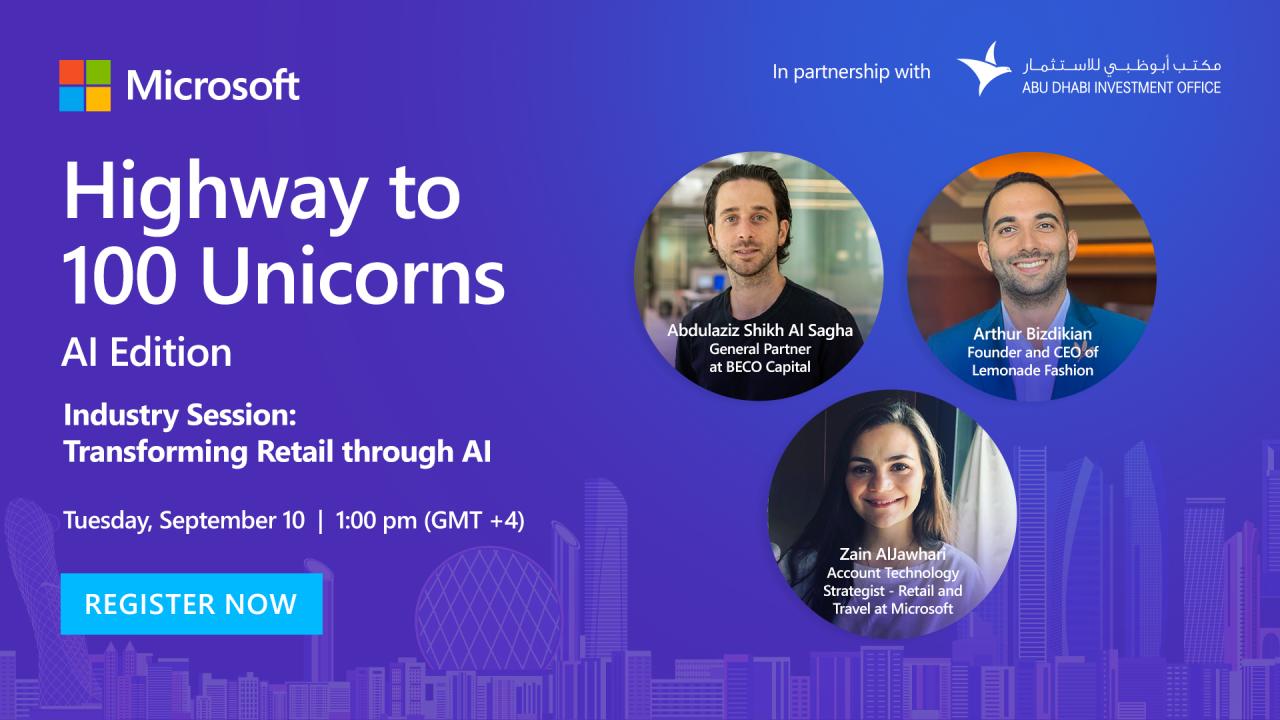 Microsoft
In partnership with
مكتب أبوظبي للاستثمار
ABU DHABI INVESTMENT OFFICE
Highway to
100 Unicorns
AI Edition
Industry Session:
Transforming Retail through AI
Tuesday, September 10 | 1:00 pm (GMT +4)
REGISTER NOW
Abdulaziz Shikh Al Sagha
General Partner
at BECO Capital
Arthur Bizdikian
Founder and CEO of
Lemonade Fashion
Zain AlJawhari
Account Technology
Strategist - Retail and
Travel at Microsoft